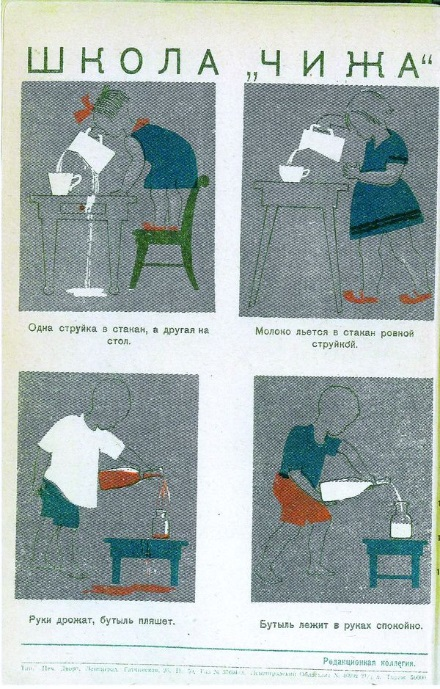 ШКОЛА „ЧИЖА“
Одна струйка в стакан, а другая на
стол.
Молоко льется в стакан ровной
струйкой.
Руки дрожат, бутыль пляшет.
Бутыль лежит в руках спокойно.
Редакционная коллегия.